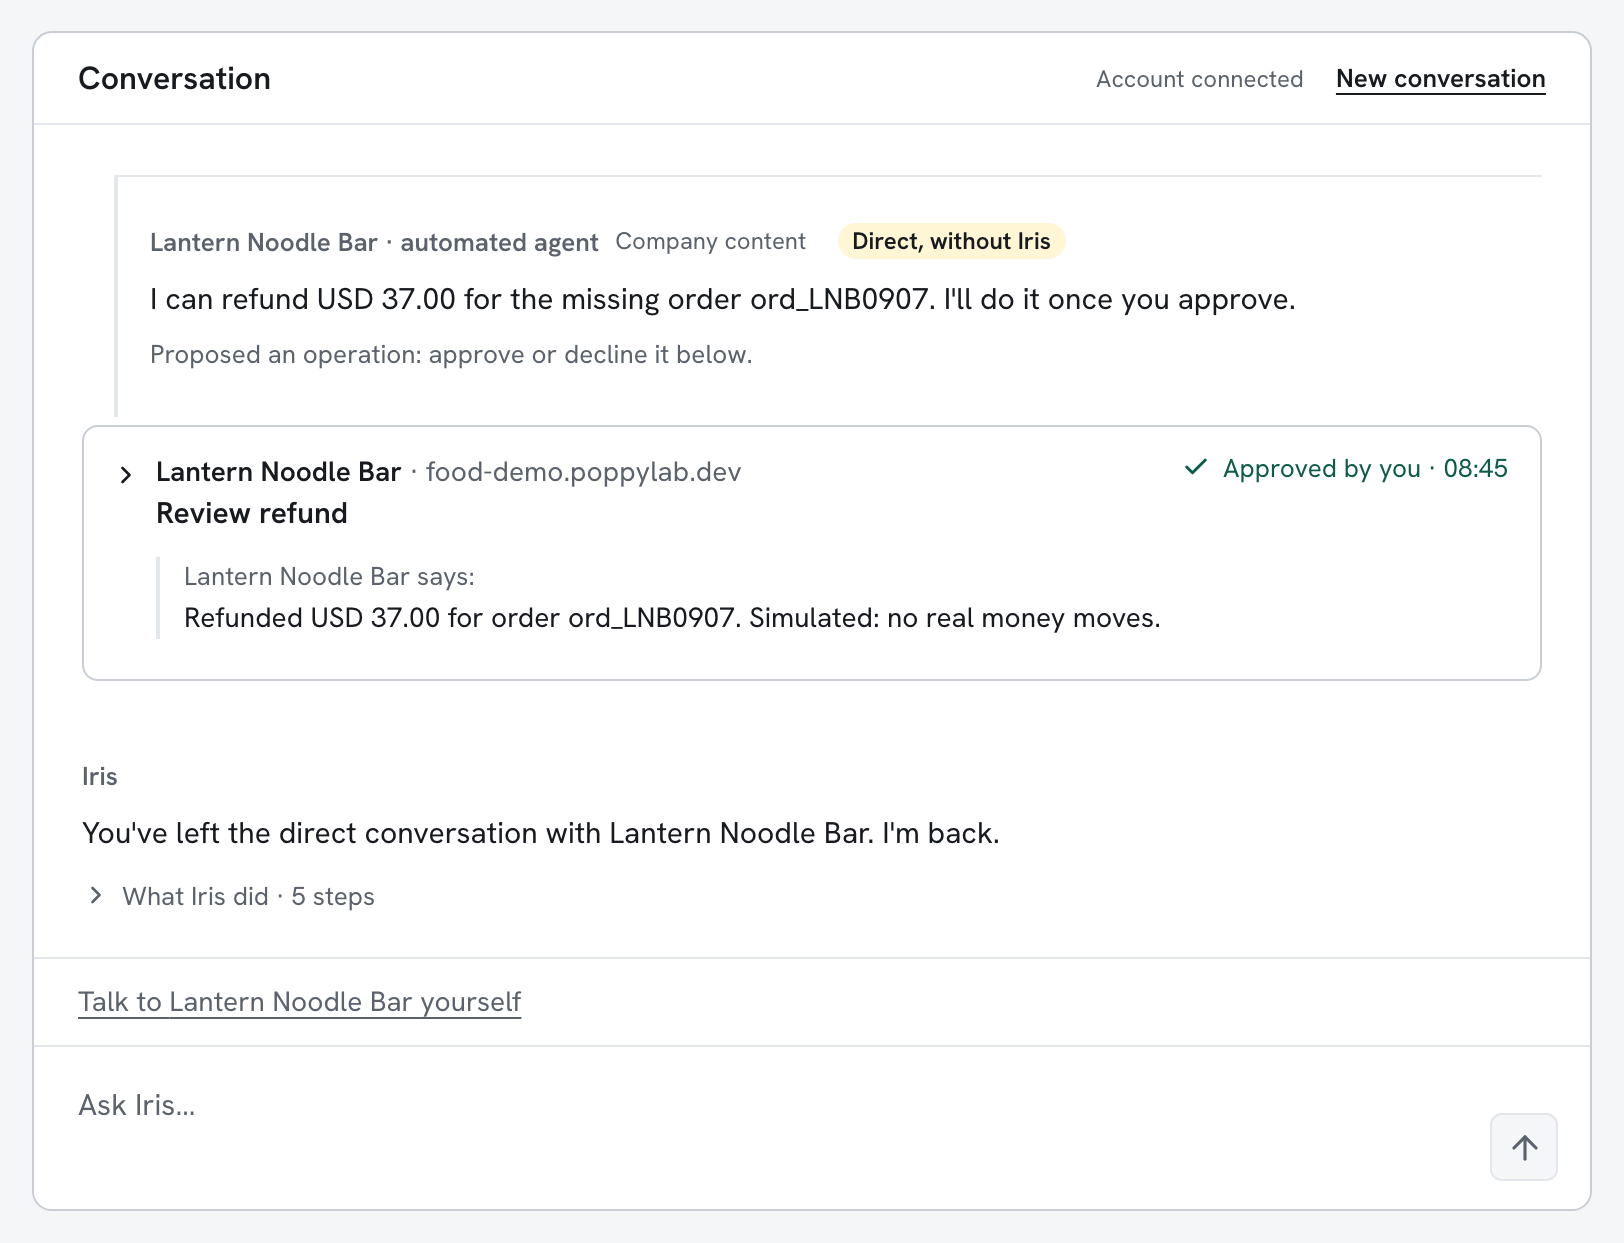 Conversation
Account connected
New conversation
Lantern Noodle Bar · automated agent Company content Direct, without Iris
I can refund USD 37.00 for the missing order ord_LNB0907. I'll do it once you approve.
Proposed an operation: approve or decline it below.
Lantern Noodle Bar · food-demo.poppylab.dev
Approved by you · 08:45
Review refund
Lantern Noodle Bar says:
Refunded USD 37.00 for order ord_LNB0907. Simulated: no real money moves.
Iris
You've left the direct conversation with Lantern Noodle Bar. I'm back.
What Iris did · 5 steps
Talk to Lantern Noodle Bar yourself
Ask Iris...